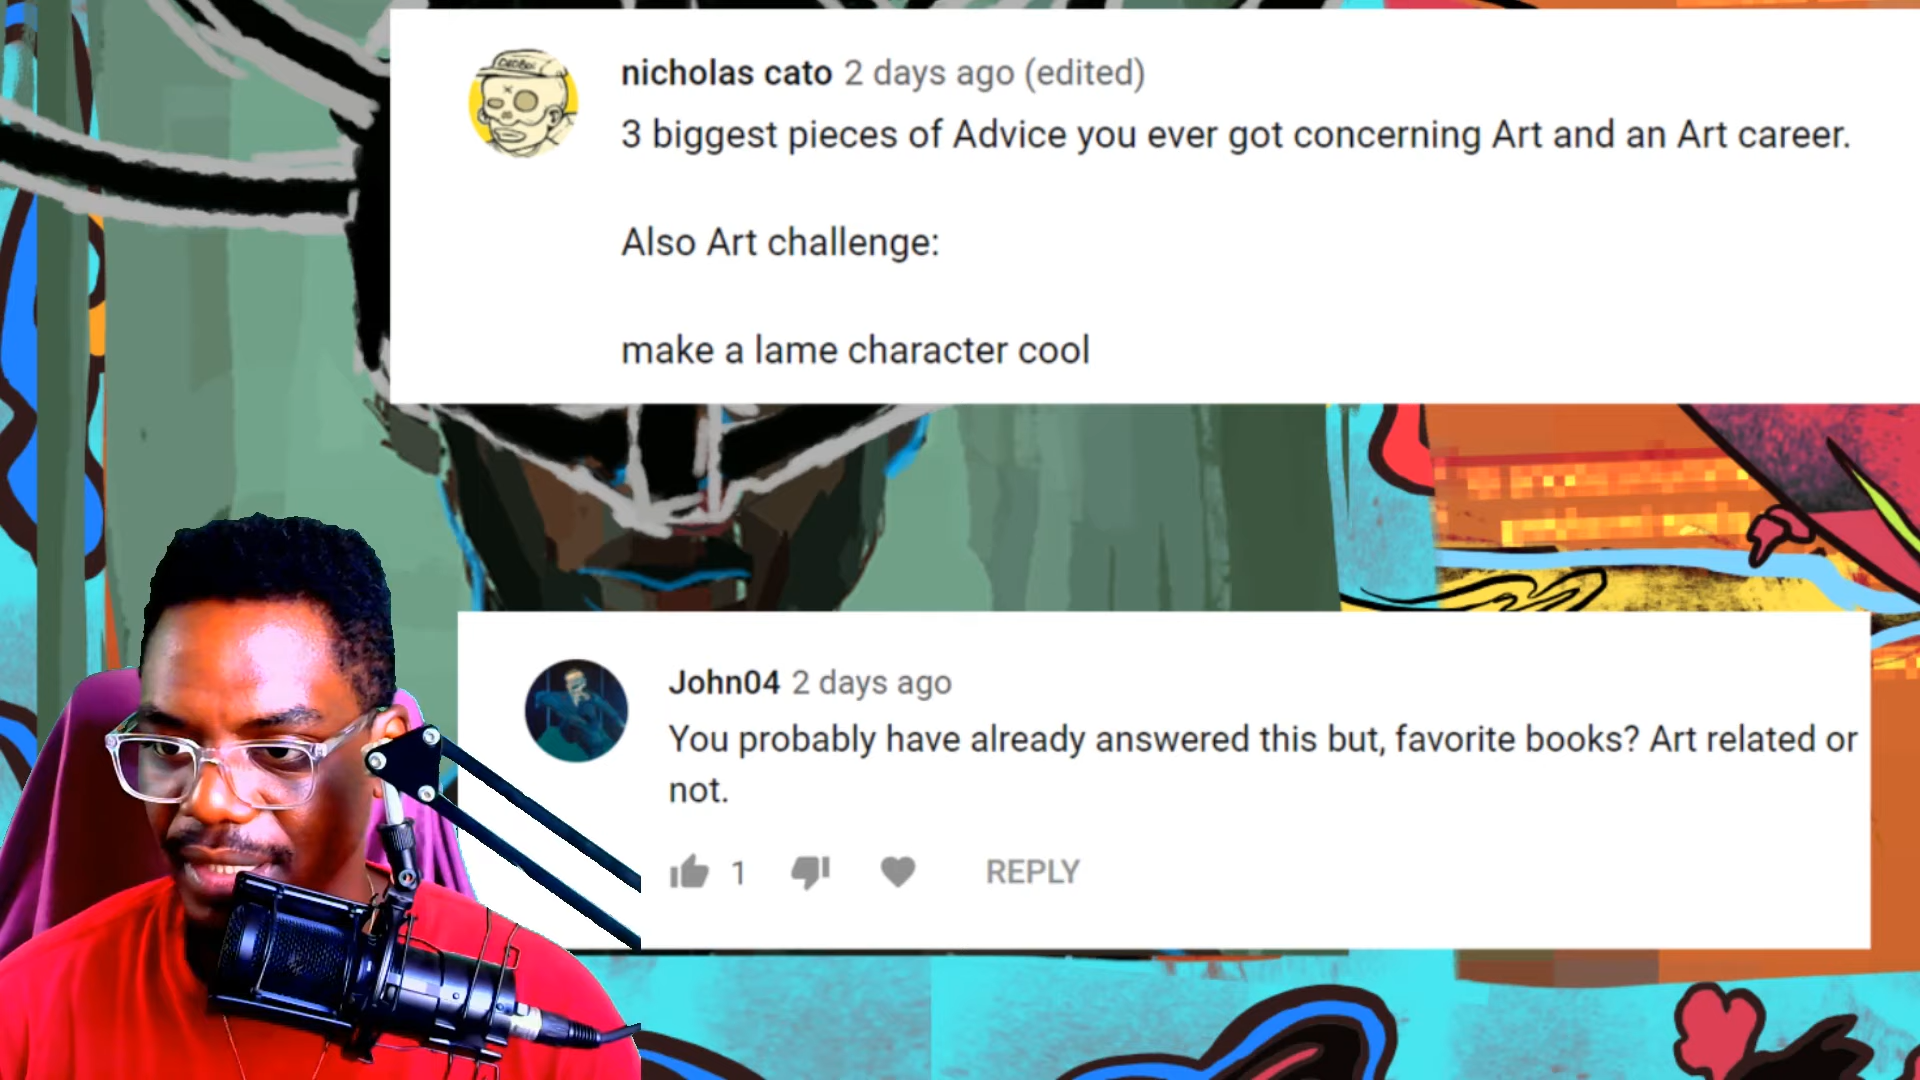 nicholas cato 2 days ago (edited)
3 biggest pieces of Advice you ever got concerning Art and an Art career.
Also Art challenge:
make a lame character cool
John04 2 days ago
You probably have already answered this but, favorite books? Art related or
not.
1 REPLY